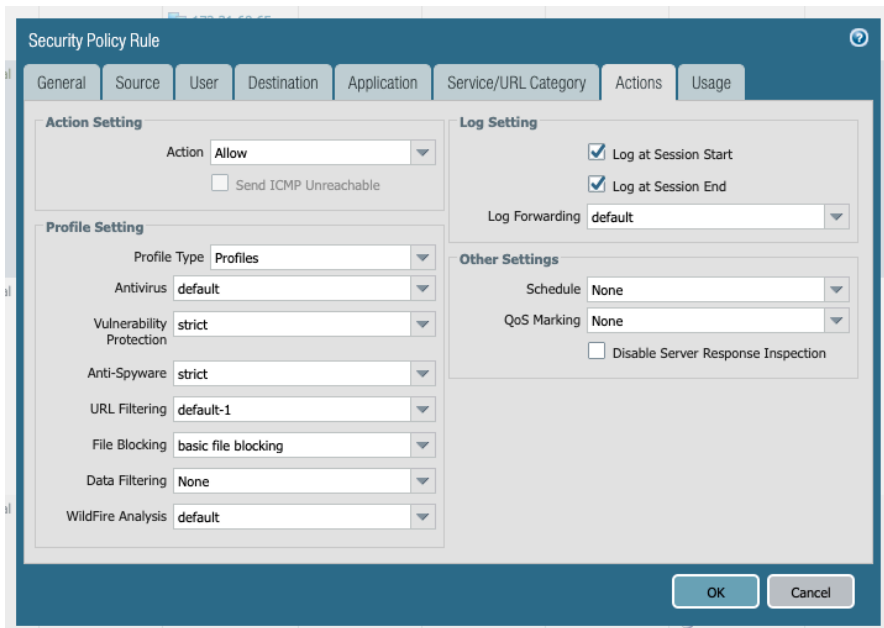 Security Policy Rule
General
Source
User
Destination
Application
Service/URL Category
Actions
Usage
Action Setting
Action Allow
Send ICMP Unreachable
Profile Setting
Profile Type Profiles
Antivirus default
Vulnerability
Protection strict
Anti-Spyware strict
URL Filtering default-1
File Blocking basic file blocking
Data Filtering None
WildFire Analysis default
Log Setting
Log at Session Start
Log at Session End
Log Forwarding default
Other Settings
Schedule None
QoS Marking None
Disable Server Response Inspection
OK
Cancel